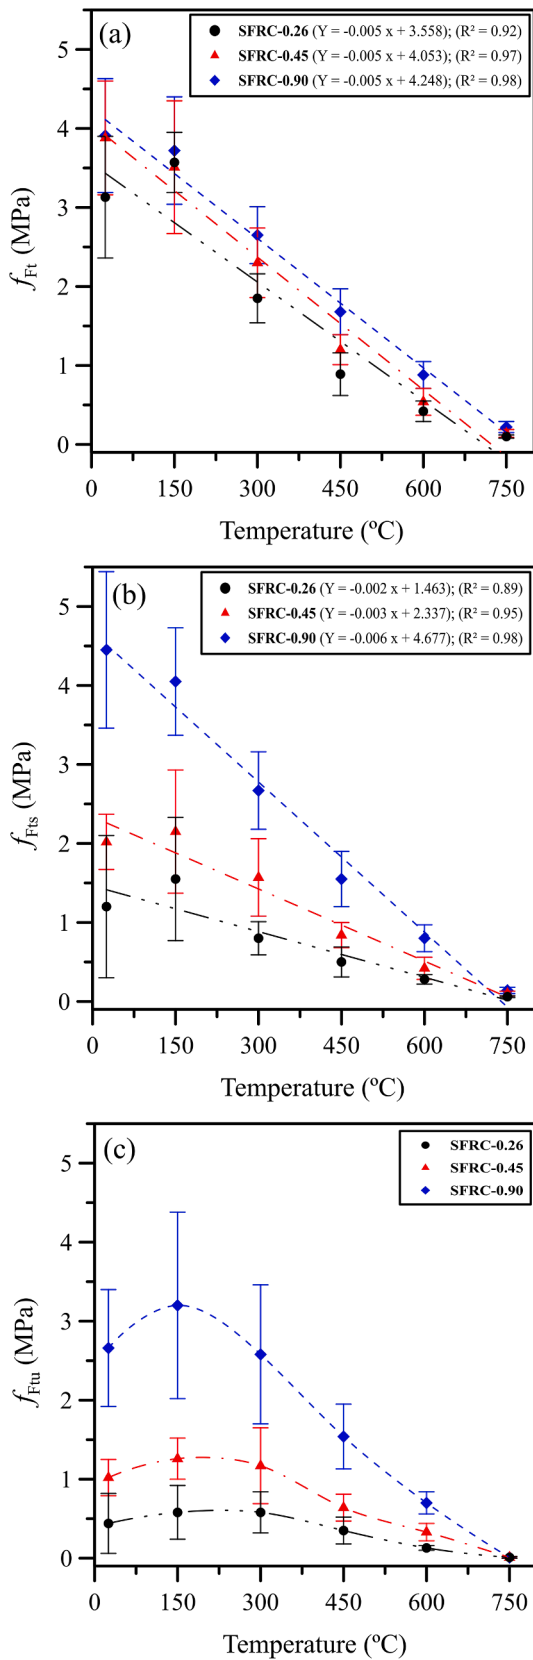 (a)
SFRC-0.26 (Y = -0.005 x + 3.558); (R² = 0.92)
SFRC-0.45 (Y = -0.005 x + 4.053); (R² = 0.97)
SFRC-0.90 (Y = -0.005 x + 4.248); (R² = 0.98)
5
4
3
2
1
0
fFt (MPa)
0 150 300 450 600 750
Temperature (ºC)
(b)
SFRC-0.26 (Y = -0.002 x + 1.463); (R² = 0.89)
SFRC-0.45 (Y = -0.003 x + 2.337); (R² = 0.95)
SFRC-0.90 (Y = -0.006 x + 4.677); (R² = 0.98)
5
4
3
2
1
0
fFts (MPa)
0 150 300 450 600 750
Temperature (ºC)
(c)
SFRC-0.26
SFRC-0.45
SFRC-0.90
5
4
3
2
1
0
fFtu (MPa)
0 150 300 450 600 750
Temperature (ºC)